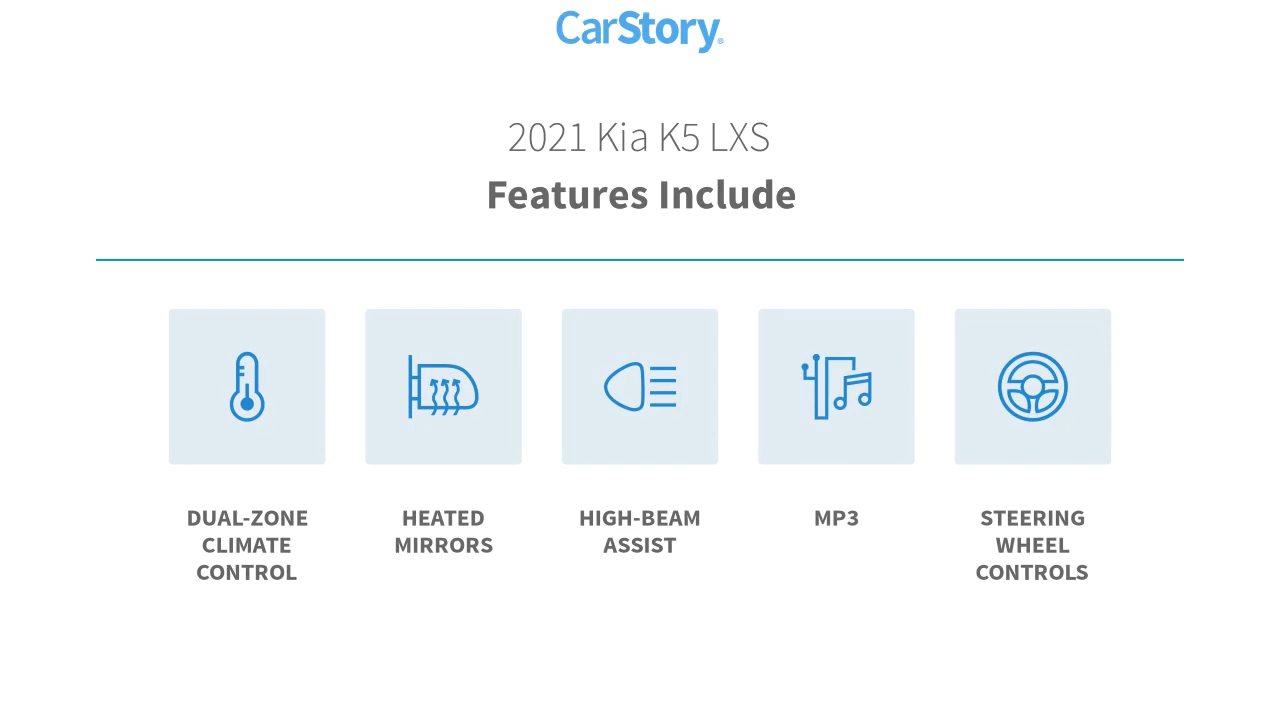 CarStory®
2021 Kia K5 LXS
Features Include
DUAL-ZONE
CLIMATE
CONTROL
HEATED
MIRRORS
HIGH-BEAM
ASSIST
MP3
STEERING
WHEEL
CONTROLS